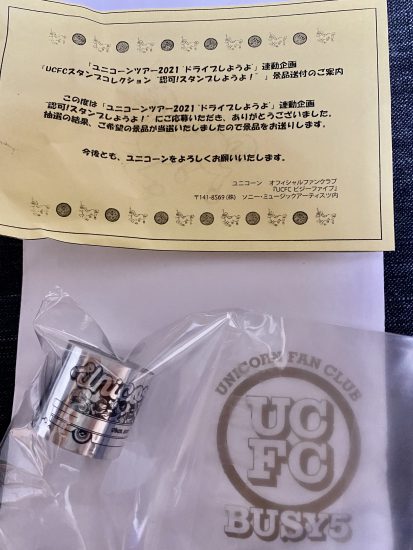 「ユニコーンツアー2021"ドライブしようよ"」連動企画
「UCFCスタンプコレクション "認可!スタンプしようよ!" 」景品送付のご案内
この度は「ユニコーンツアー2021"ドライブしようよ"」連動企画
"認可!スタンプしようよ!" にご応募いただき、ありがとうございました。
抽選の結果、ご希望の景品が当選いたしましたので景品をお送りします。
今後とも、ユニコーンをよろしくお願いいたします。
ユニコーン オフィシャルファンクラブ
『UCFC ビジーファイブ』
〒141-8569 (株) ソニー・ミュージックアーティスツ内
UNICORN FAN CLUB
UC
FC
BUSY5